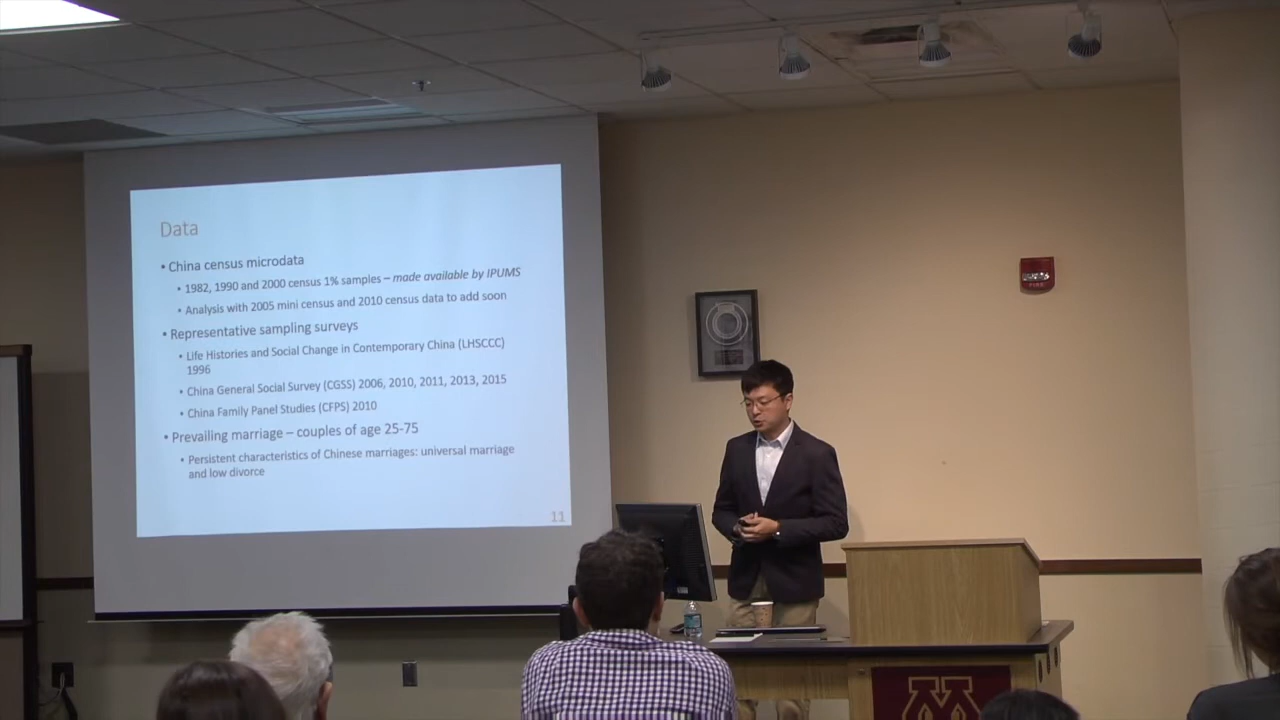 Data
• China census microdata
• 1982, 1990 and 2000 census 1% samples – made available by IPUMS
• Analysis with 2005 mini census and 2010 census data to add soon
• Representative sampling surveys
• Life Histories and Social Change in Contemporary China (LHSCCC)
1996
• China General Social Survey (CGSS) 2006, 2010, 2011, 2013, 2015
• China Family Panel Studies (CFPS) 2010
• Prevailing marriage – couples of age 25-75
• Persistent characteristics of Chinese marriages: universal marriage
and low divorce
11
FIRE
M